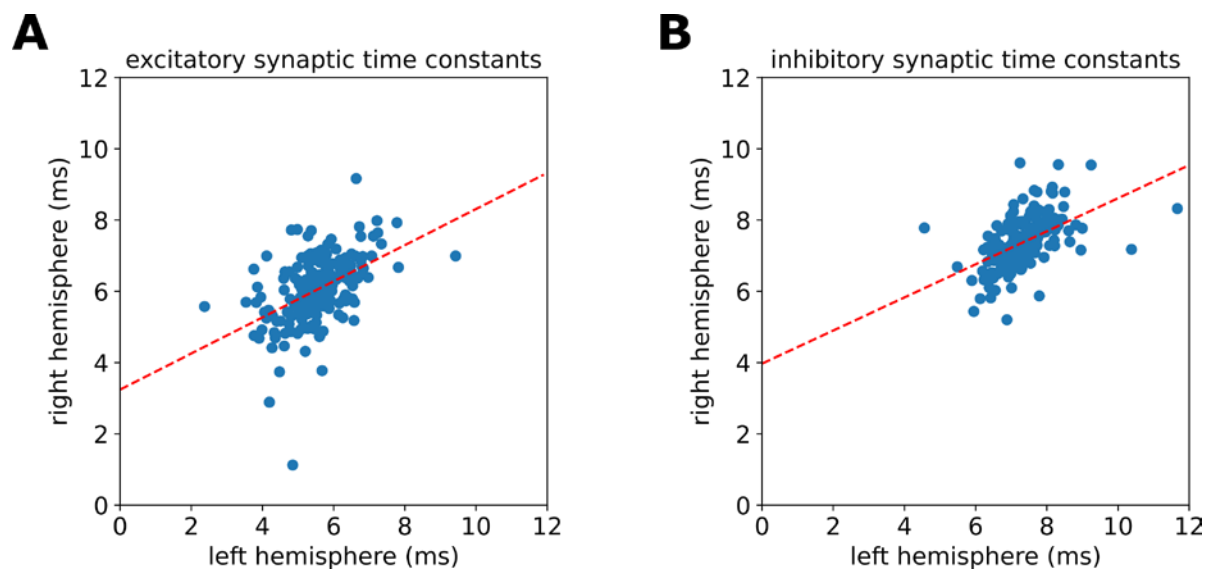 A
excitatory synaptic time constants
12
10
8
6
4
2
0
right hemisphere (ms)
0 2 4 6 8 10 12
left hemisphere (ms)
B
inhibitory synaptic time constants
12
10
8
6
4
2
0
right hemisphere (ms)
0 2 4 6 8 10 12
left hemisphere (ms)